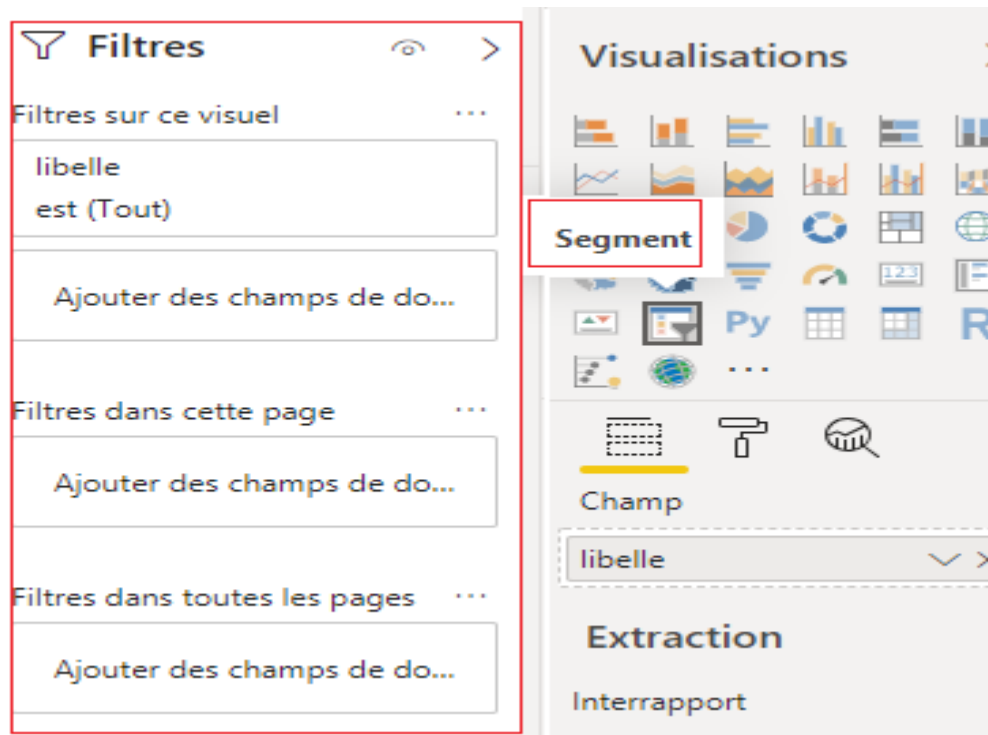 Filtres
Filtres sur ce visuel
libelle
est (Tout)
Ajouter des champs de do...
Filtres dans cette page
Ajouter des champs de do...
Filtres dans toutes les pages
Ajouter des champs de do...
Visualisations
Segment
123
Py
R
Champ
libelle
Extraction
Interrapport